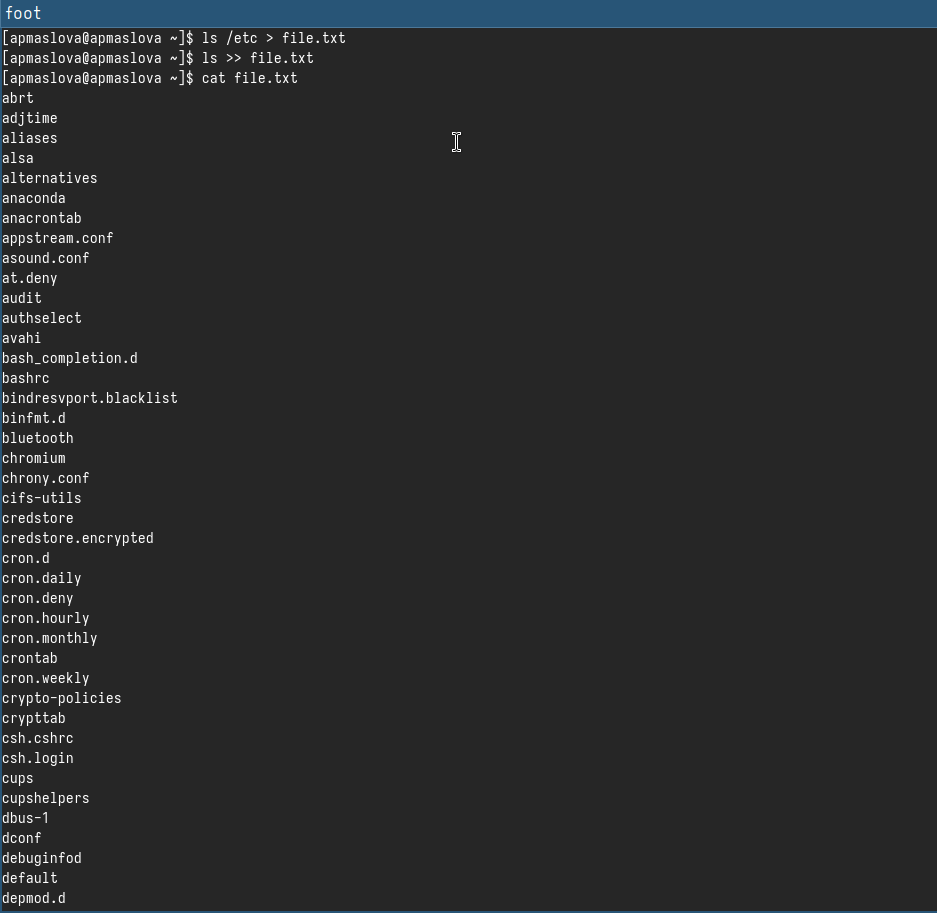 foot
[apmaslova@apmaslova ~]$ ls /etc > file.txt
[apmaslova@apmaslova ~]$ ls >> file.txt
[apmaslova@apmaslova ~]$ cat file.txt
abrt
adjtime
aliases
alsa
alternatives
anaconda
anacrontab
appstream.conf
asound.conf
at.deny
audit
authselect
avahi
bash_completion.d
bashrc
bindresvport.blacklist
binfmt.d
bluetooth
chromium
chrony.conf
cifs-utils
credstore
credstore.encrypted
cron.d
cron.daily
cron.deny
cron.hourly
cron.monthly
crontab
cron.weekly
crypto-policies
crypttab
csh.cshrc
csh.login
cups
cupshelpers
dbus-1
dconf
debuginfod
default
depmod.d